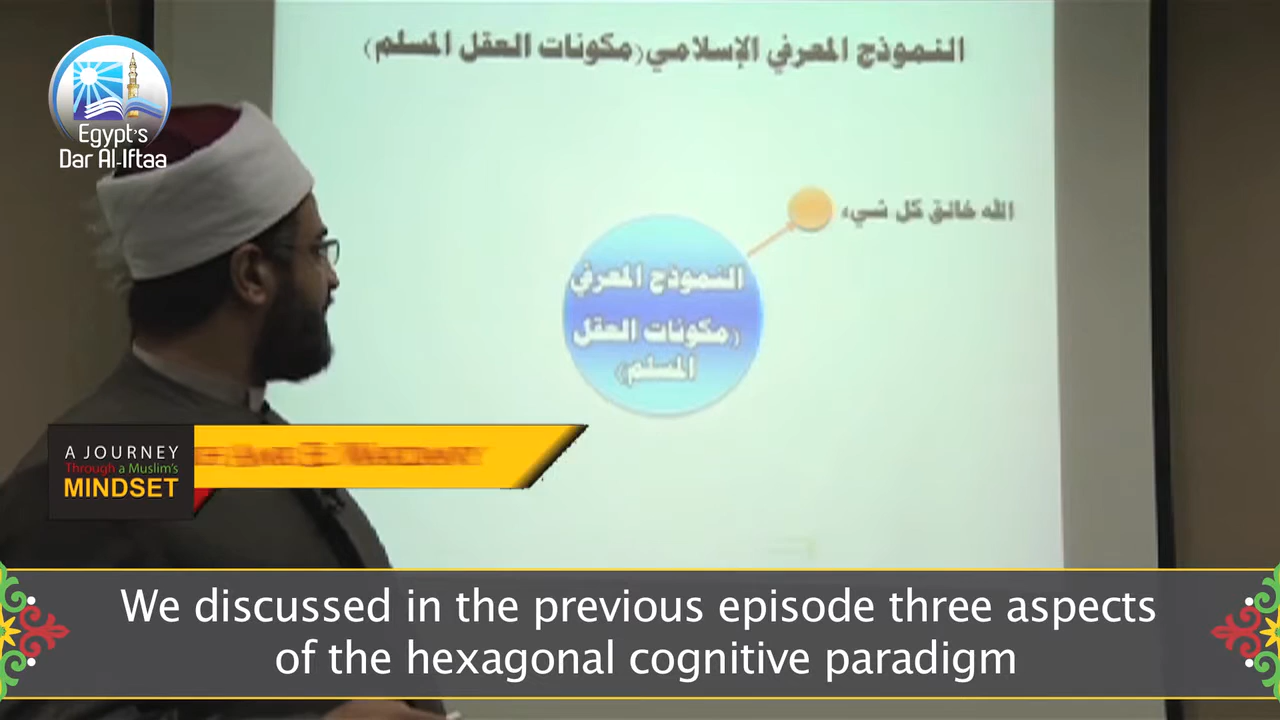 النموذج المعرفي الإسلامي(مكونات العقل المسلم)
Egypt's
Dar Al-Iftaa
الله خالق كل شيء
النموذج المعرفي
(مكونات العقل
المسلم)
A JOURNEY
Through a Muslim's
MINDSET
We discussed in the previous episode three aspects
of the hexagonal cognitive paradigm